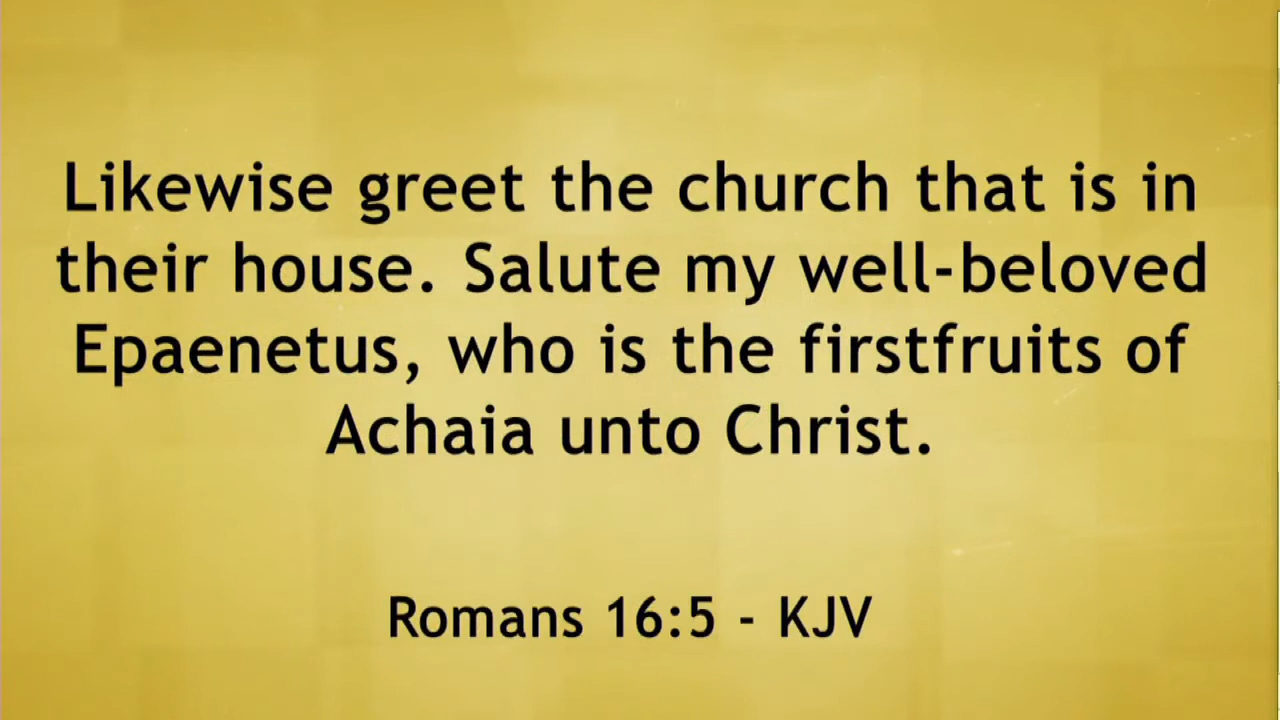 Likewise greet the church that is in
their house. Salute my well-beloved
Epaenetus, who is the firstfruits of
Achaia unto Christ.
Romans 16:5 - KJV